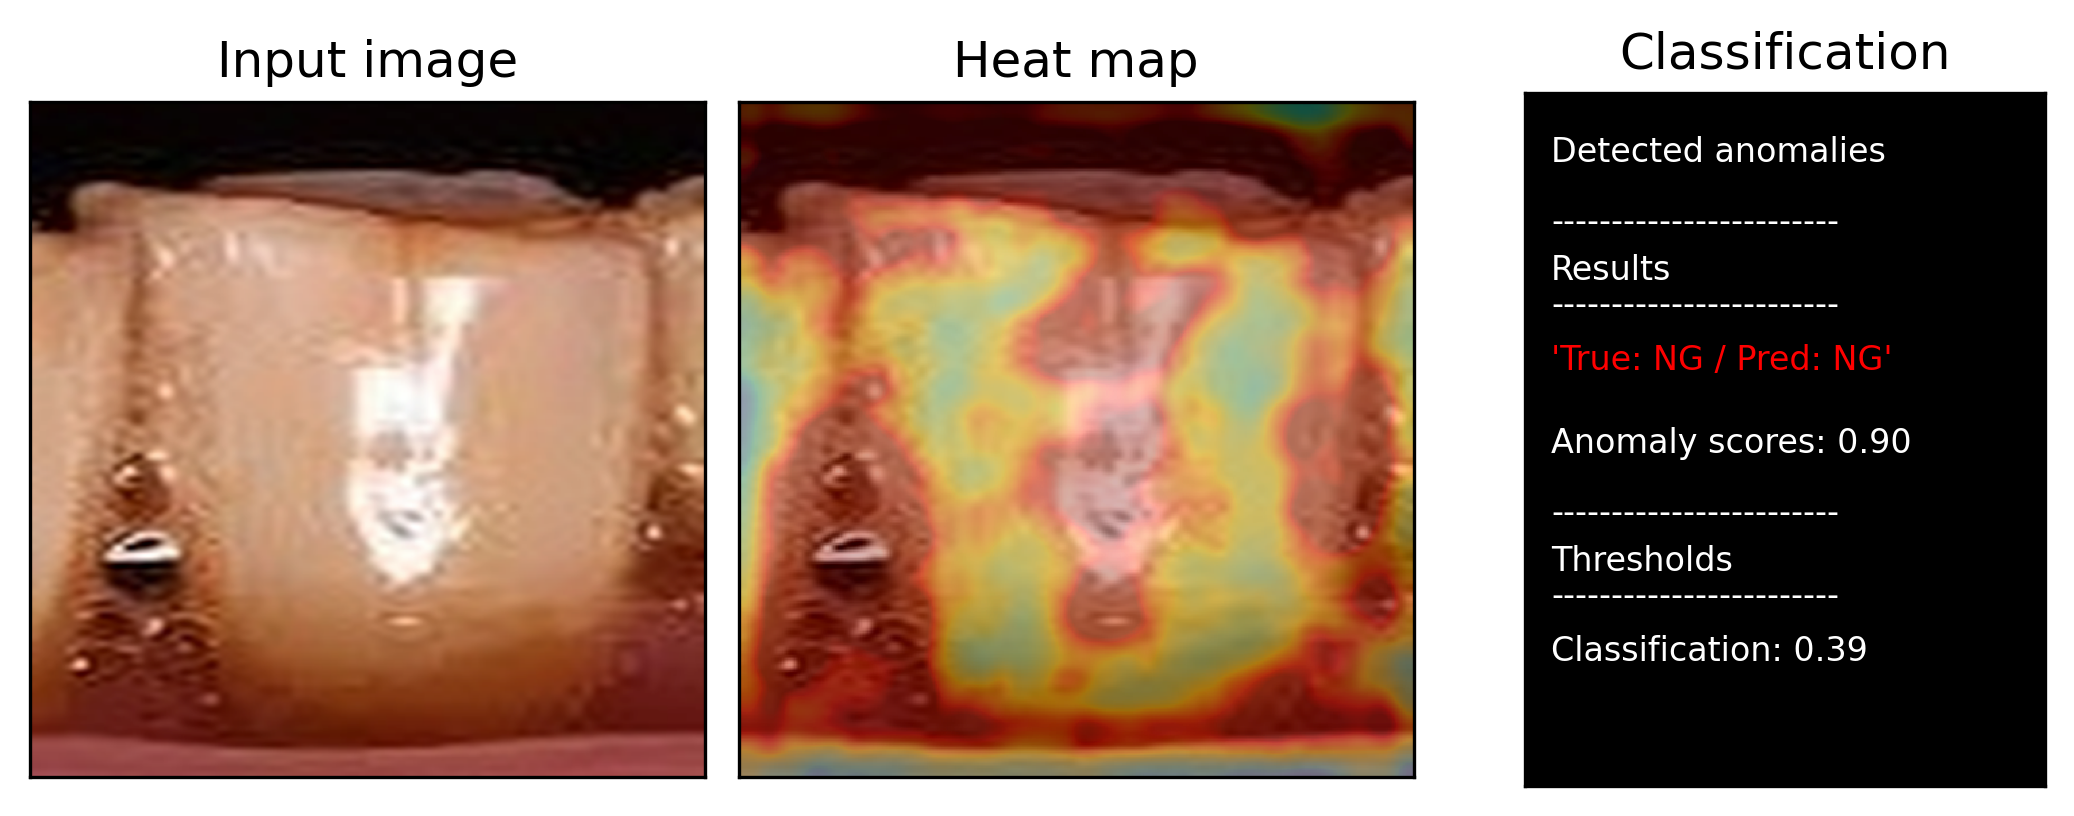 Input image
Heat map
Classification
Detected anomalies
------------------------
Results
------------------------
'True: NG / Pred: NG'
Anomaly scores: 0.90
------------------------
Thresholds
------------------------
Classification: 0.39